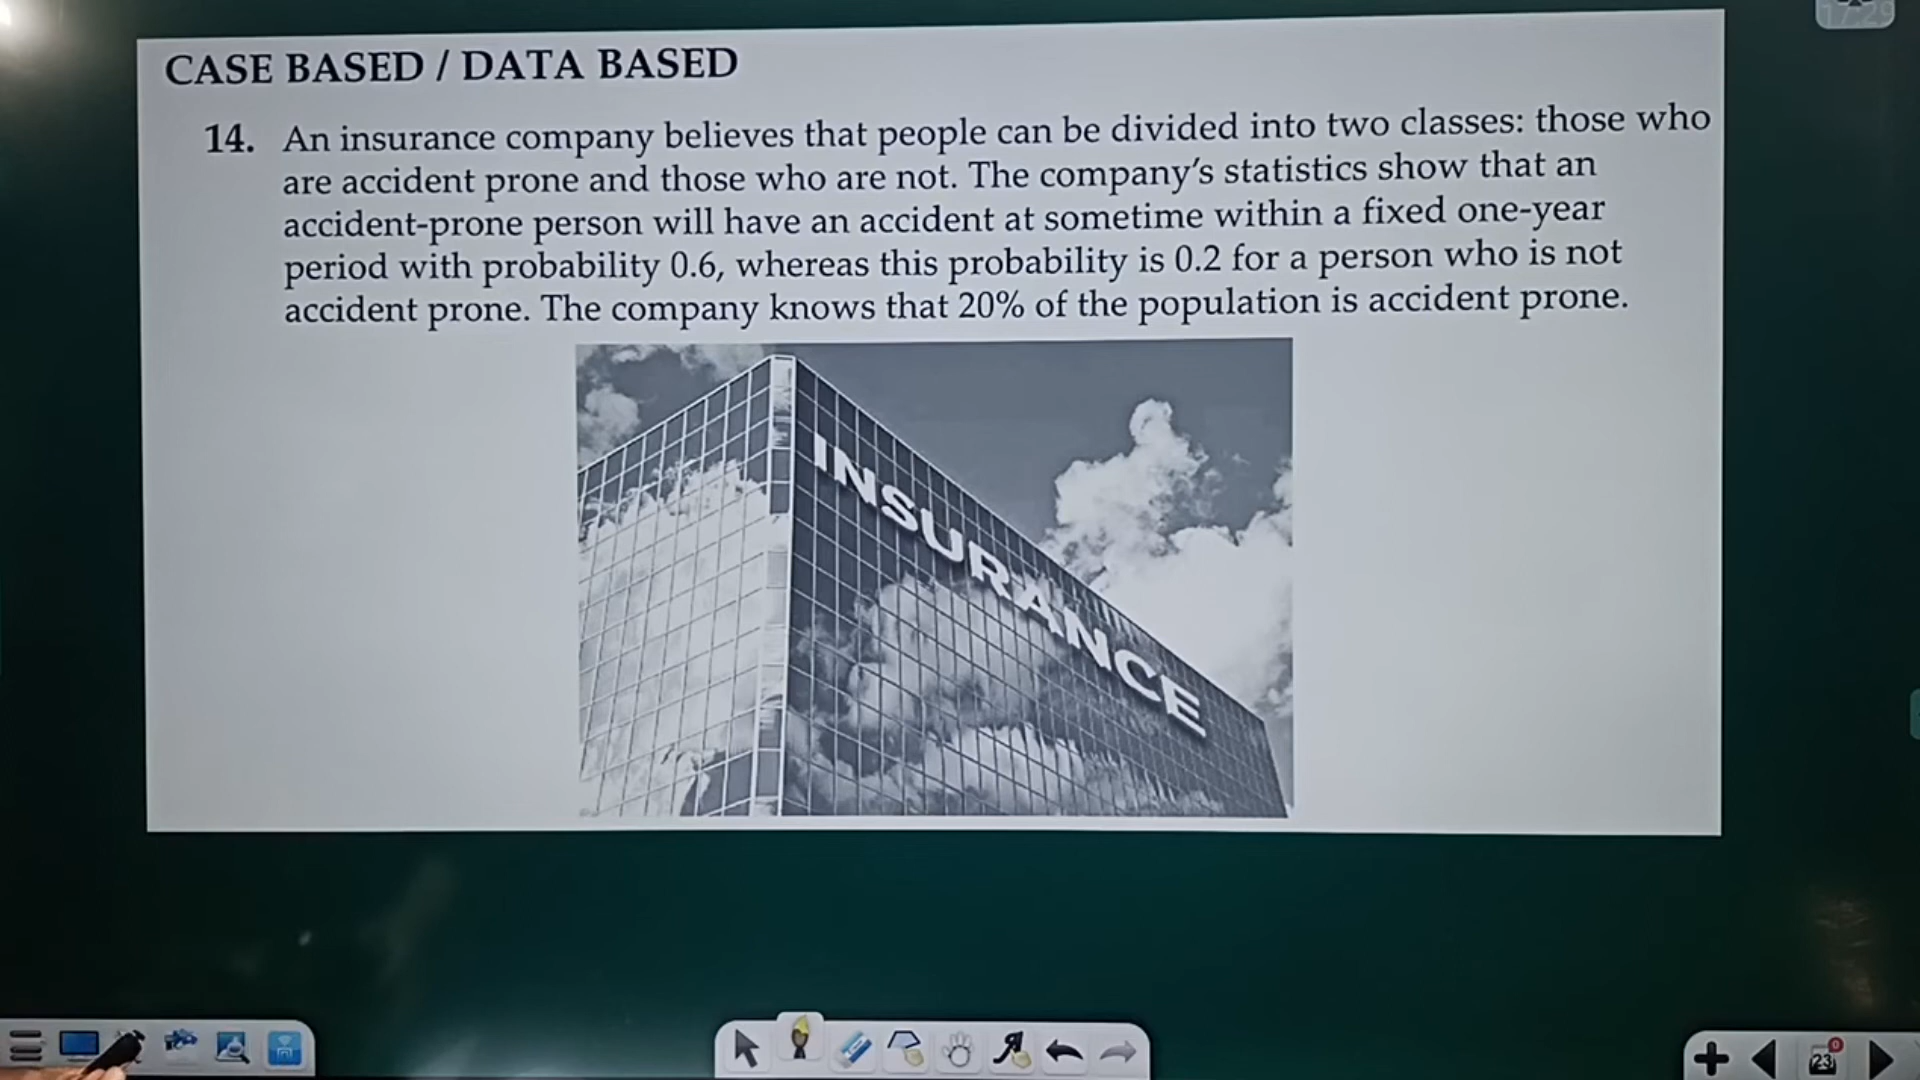 17:29
CASE BASED / DATA BASED
14. An insurance company believes that people can be divided into two classes: those who
are accident prone and those who are not. The company's statistics show that an
accident-prone person will have an accident at sometime within a fixed one-year
period with probability 0.6, whereas this probability is 0.2 for a person who is not
accident prone. The company knows that 20% of the population is accident prone.
INSURANCE
23
0